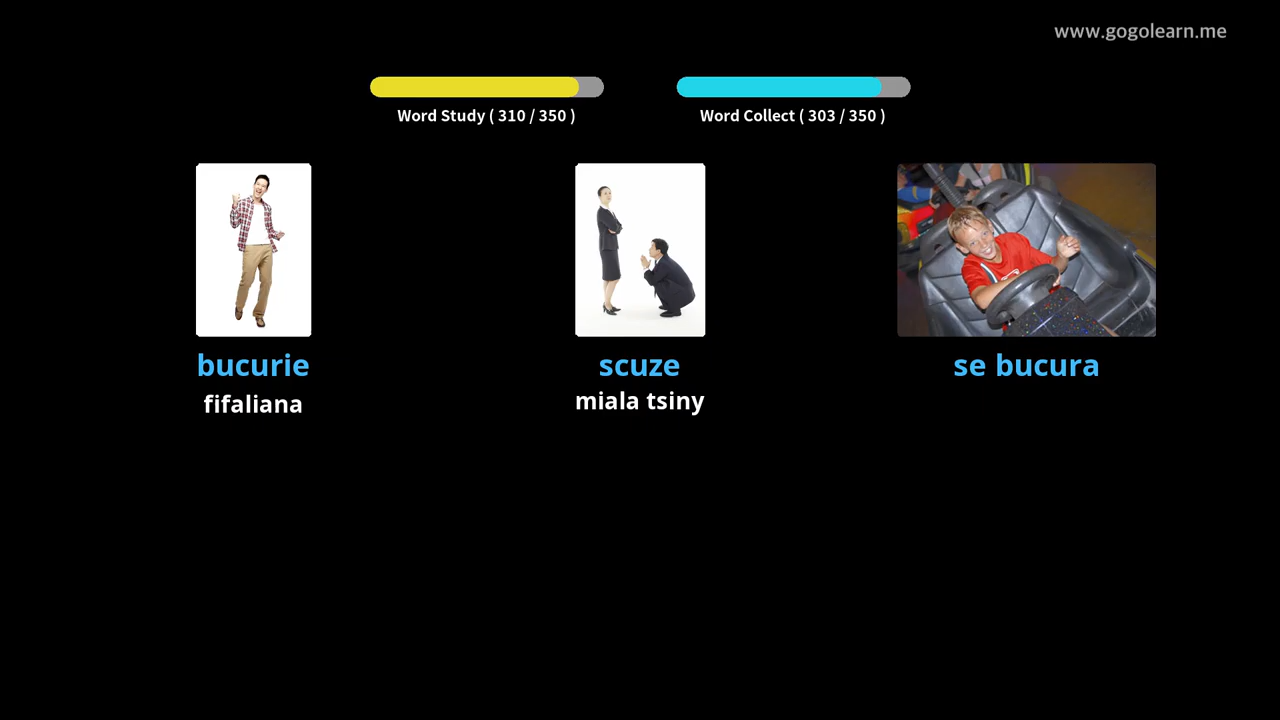 www.gogolearn.me
Word Study ( 310 / 350 )
Word Collect ( 303 / 350 )
bucurie
fifaliana
scuze
miala tsiny
se bucura